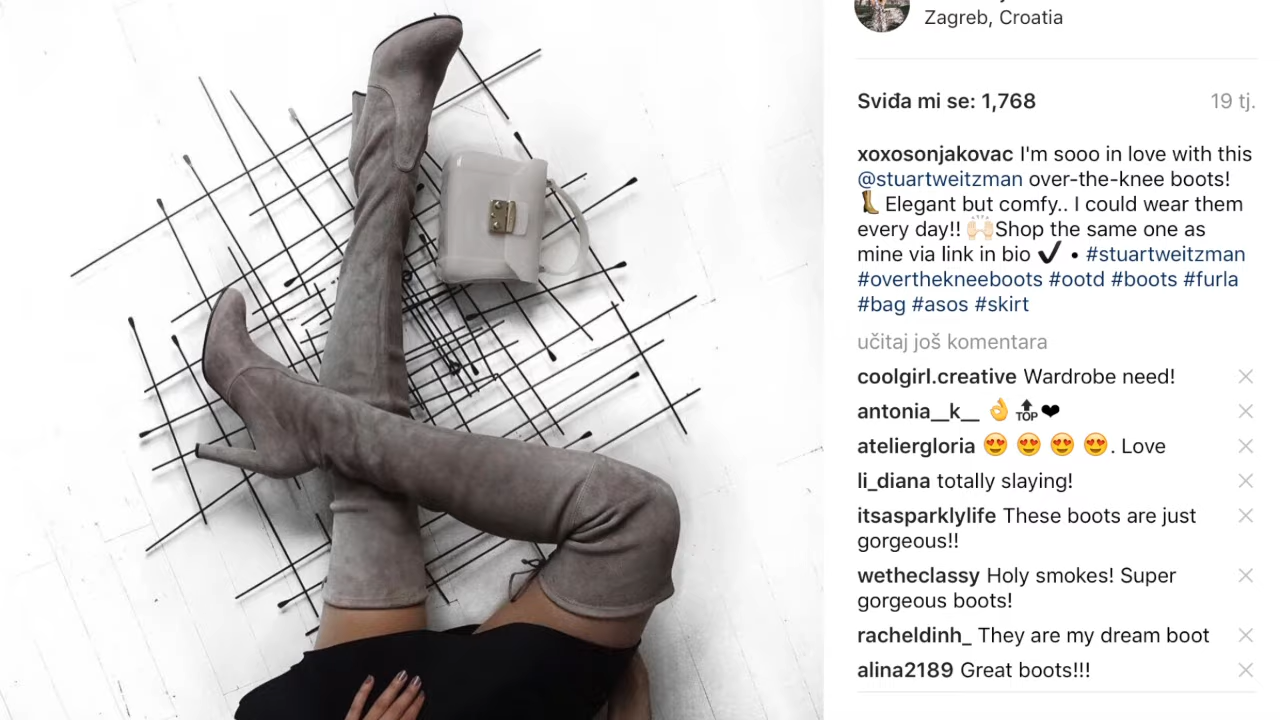 Zagreb, Croatia
Sviđa mi se: 1,768 19 tj.
xoxosonjakovac I'm sooo in love with this
@stuartweitzman over-the-knee boots!
👢 Elegant but comfy.. I could wear them
every day!! 🙌🏻Shop the same one as
mine via link in bio ✔️ • #stuartweitzman
#overthekneeboots #ootd #boots #furla
#bag #asos #skirt
učitaj još komentara
coolgirl.creative Wardrobe need!
antonia__k__ 👌🔝❤
ateliergloria 😍 😍 😍 😍. Love
li_diana totally slaying!
itsasparklylife These boots are just
gorgeous!!
wetheclassy Holy smokes! Super
gorgeous boots!
racheldinh_ They are my dream boot
alina2189 Great boots!!!